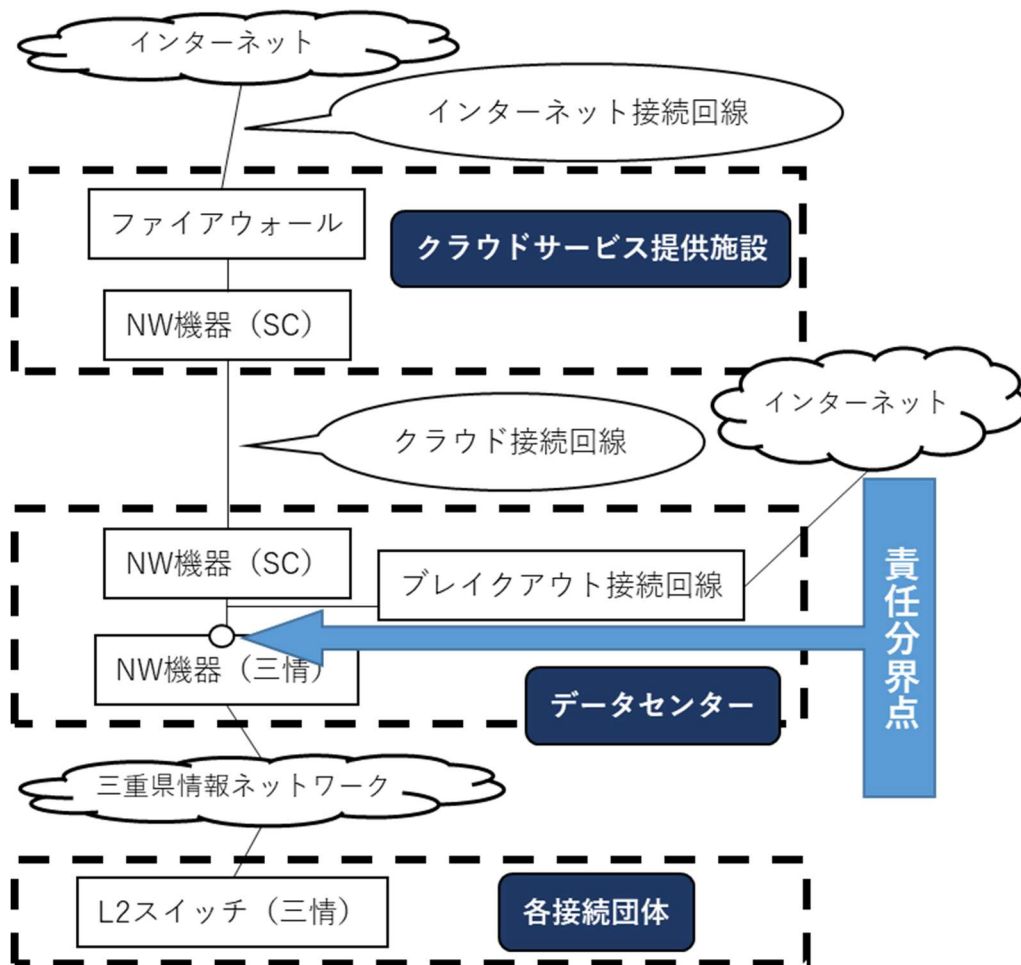 インターネット
インターネット接続回線
ファイアウォール
クラウドサービス提供施設
NW機器（SC）
インターネット
クラウド接続回線
NW機器（SC）
ブレイクアウト接続回線
責任分界点
NW機器（三情）
データセンター
三重県情報ネットワーク
L2スイッチ（三情）
各接続団体